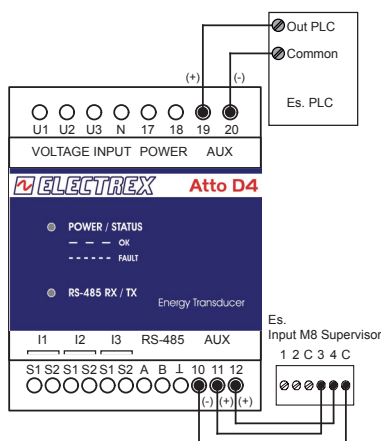 Out PLC
Common
Es. PLC
(+) (-)
U1 U2 U3 N 17 18 19 20
VOLTAGE INPUT POWER AUX
ELECTREX Atto D4
POWER / STATUS
— — — OK
------ FAULT
RS-485 RX / TX
Energy Transducer
Es.
Input M8 Supervisor
1 2 C 3 4 C
I1 I2 I3 RS-485 AUX
S1 S2 S1 S2 S1 S2 A B ⊥ 10 11 12
(-) (+) (+)